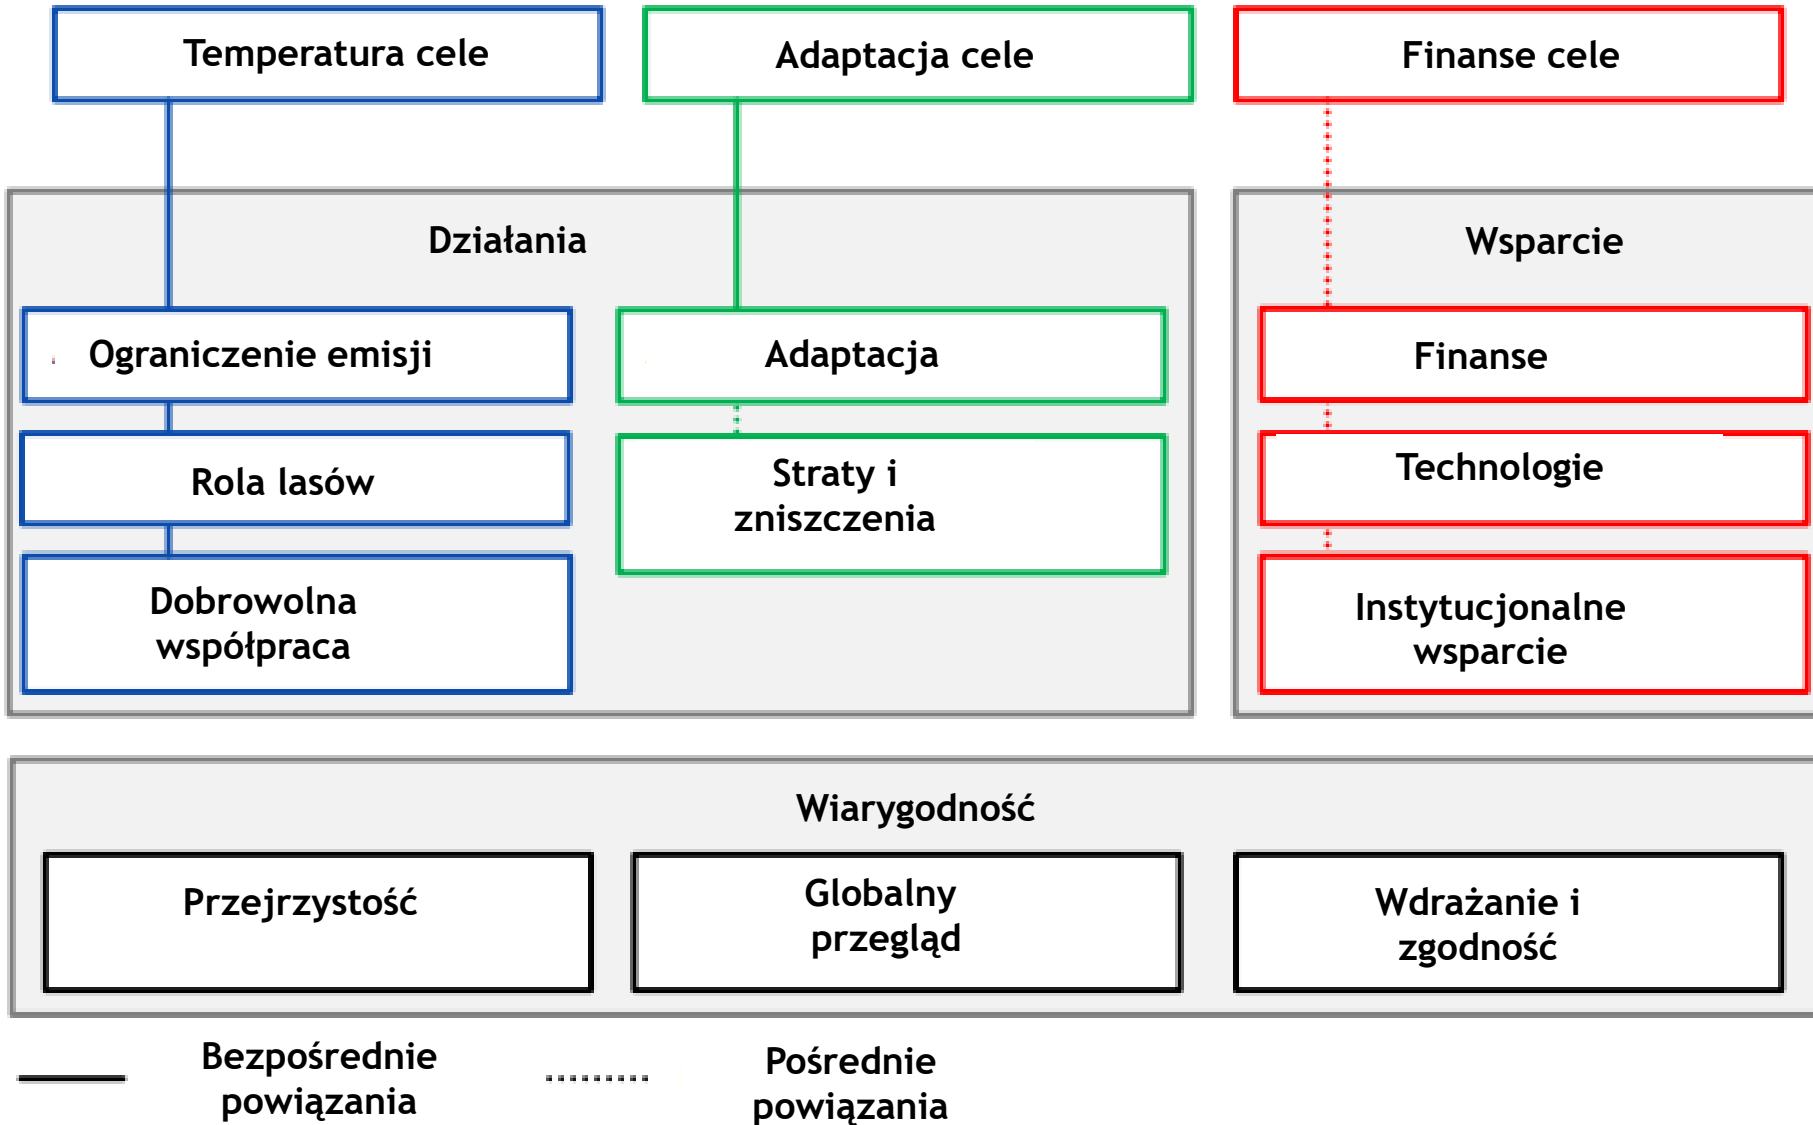 Temperatura cele
Adaptacja cele
Finanse cele
Działania
Wsparcie
Ograniczenie emisji
Adaptacja
Finanse
Rola lasów
Straty i
zniszczenia
Technologie
Dobrowolna
współpraca
Instytucjonalne
wsparcie
Wiarygodność
Przejrzystość
Globalny
przegląd
Wdrażanie i
zgodność
Bezpośrednie
powiązania
Pośrednie
powiązania